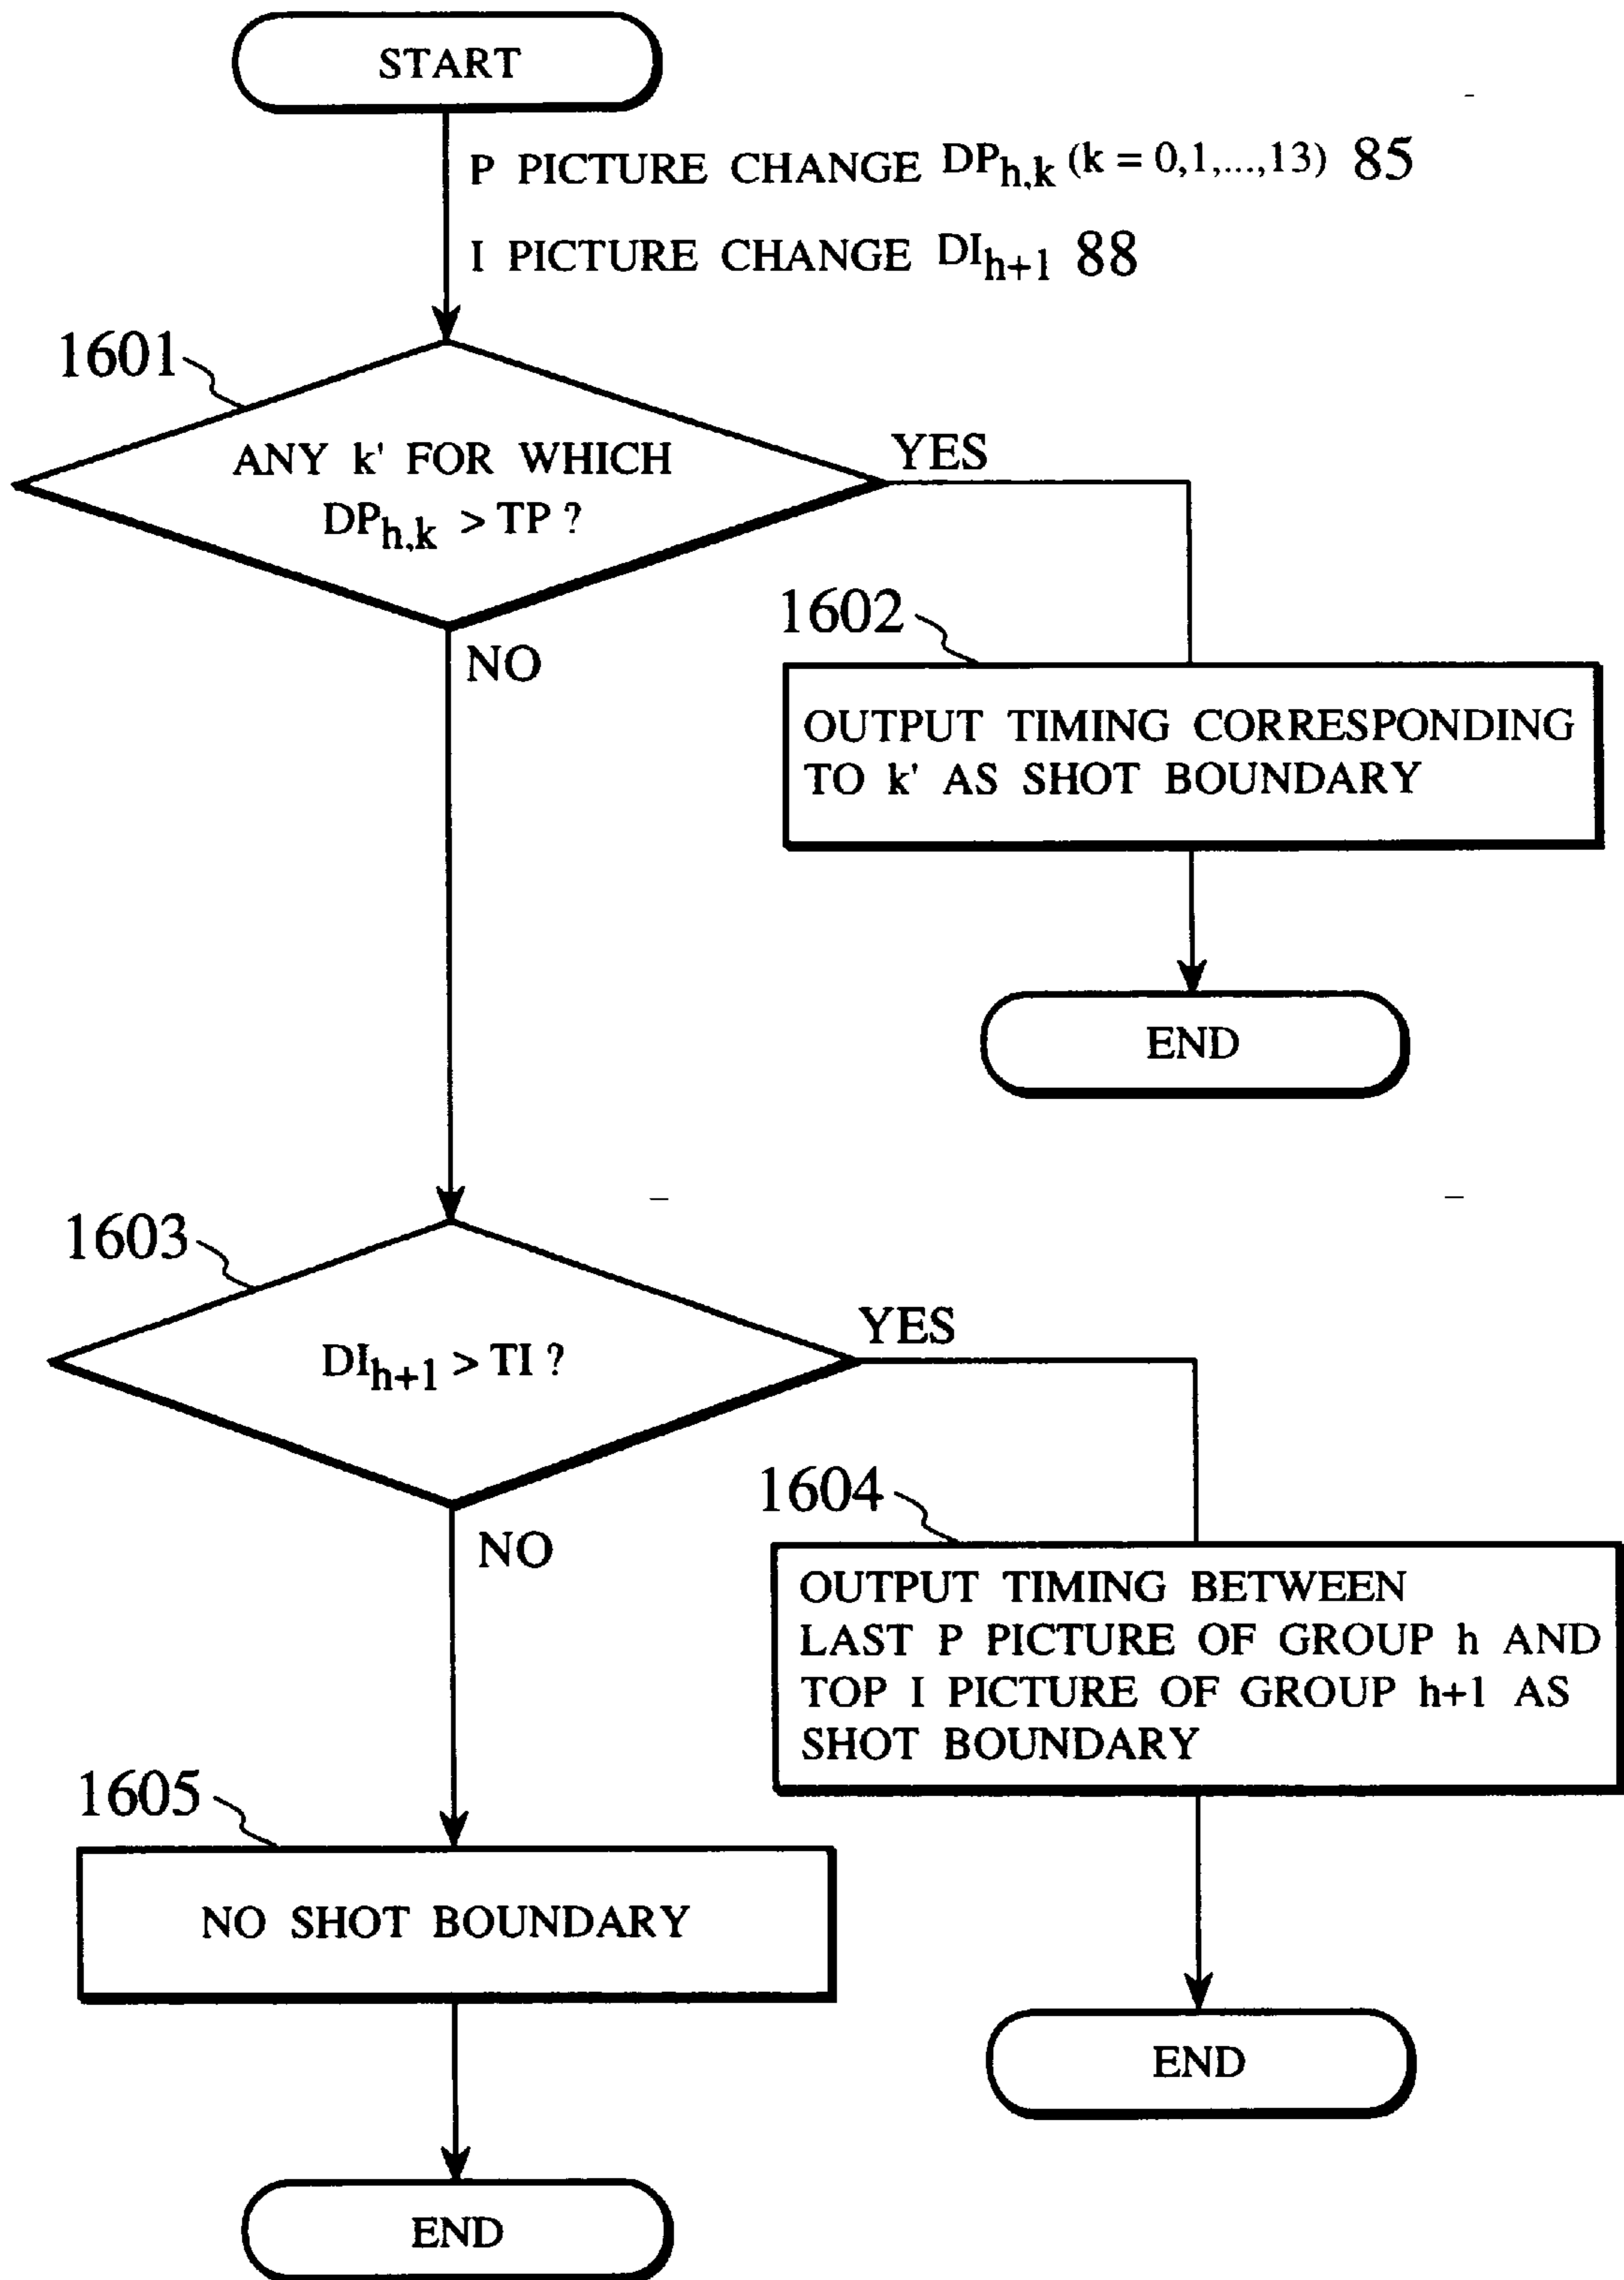 START
P PICTURE CHANGE DPh,k (k = 0,1,...,13) 85
I PICTURE CHANGE DIh+1 88
1601
ANY k' FOR WHICH
DPh,k > TP ?
YES
NO
1602
OUTPUT TIMING CORRESPONDING
TO k' AS SHOT BOUNDARY
END
1603
DIh+1 > TI ?
YES
NO
1604
OUTPUT TIMING BETWEEN
LAST P PICTURE OF GROUP h AND
TOP I PICTURE OF GROUP h+1 AS
SHOT BOUNDARY
1605
NO SHOT BOUNDARY
END
END